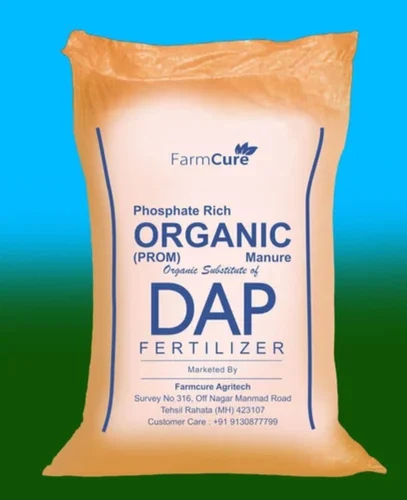 FarmCure
Phosphate Rich
ORGANIC
(PROM) Manure
Organic Substitute of
DAP
FERTILIZER
Marketed By
Farmcure Agritech
Survey No 316, Off Nagar Manmad Road
Tehsil Rahata (MH) 423107
Customer Care : +91 9130877799